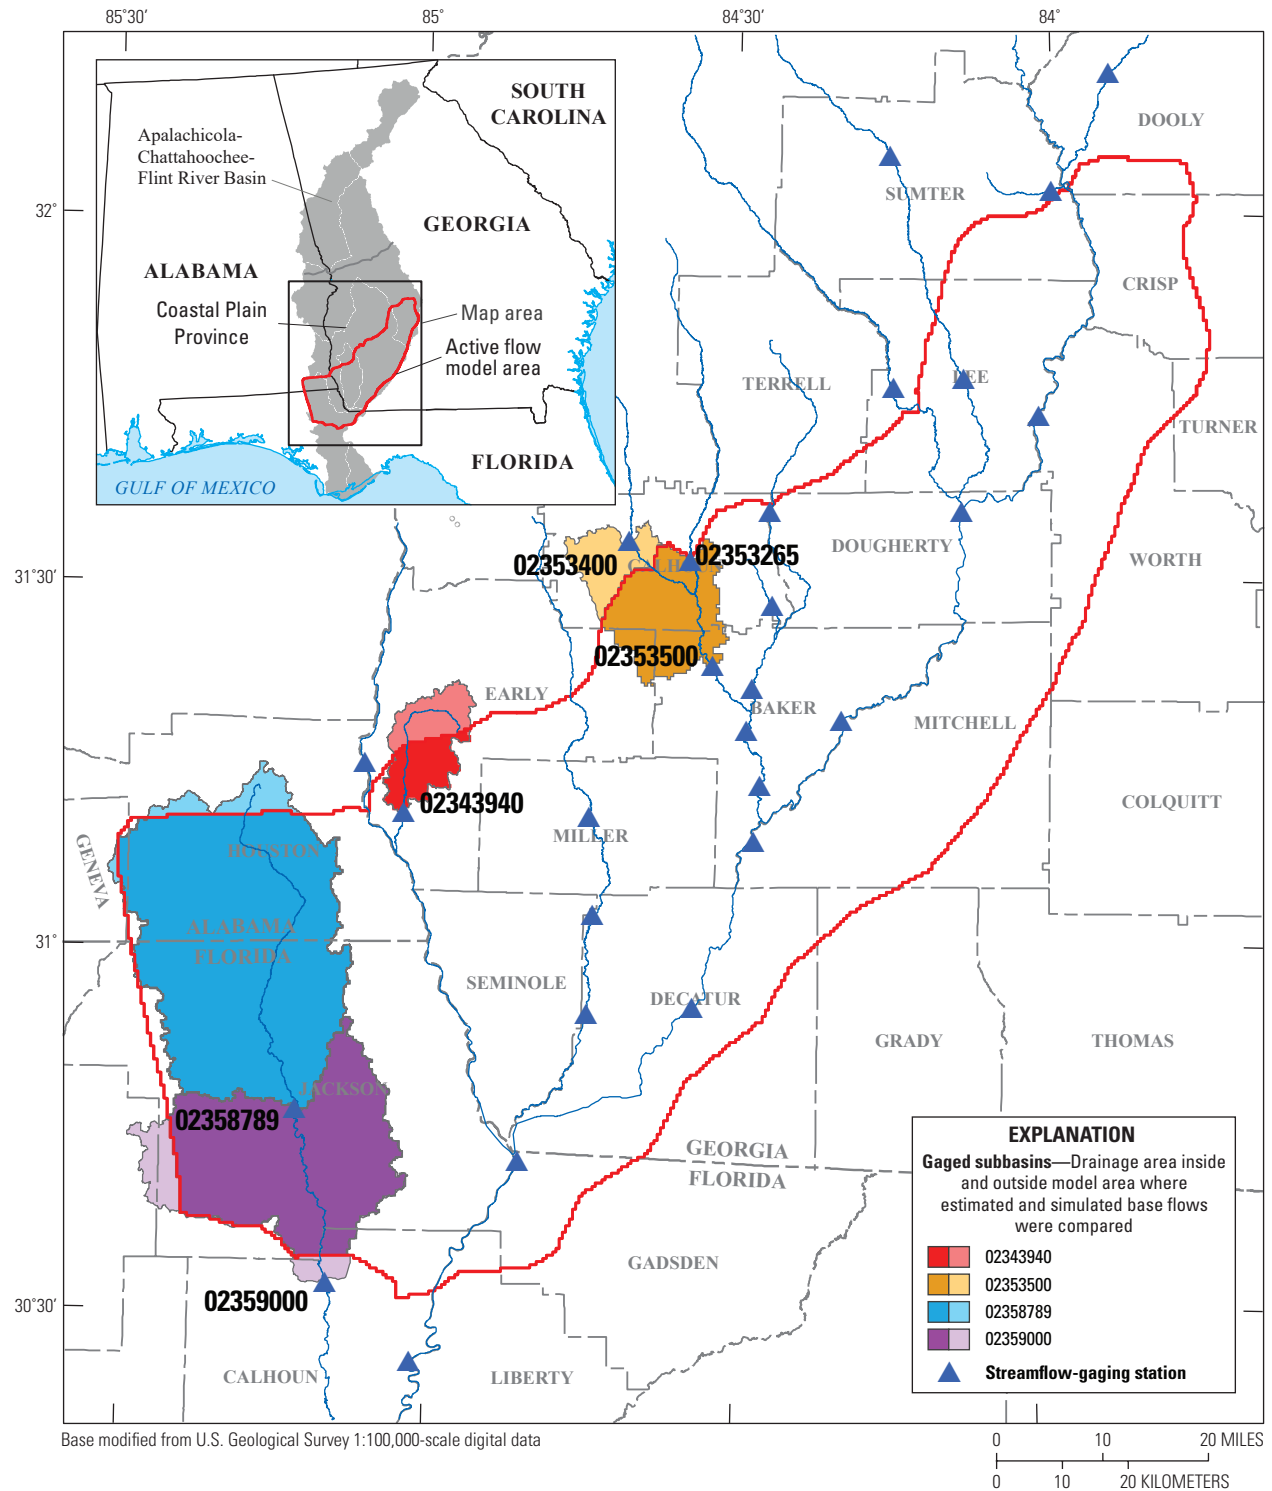 85°30′
85°
84°30′
84°
SOUTH
CAROLINA
Apalachicola-
Chattahoochee-
Flint River Basin
GEORGIA
ALABAMA
Coastal Plain
Province
Map area
Active flow
model area
FLORIDA
GULF OF MEXICO
DOOLY
SUMTER
32°
CRISP
TERRELL
LEE
TURNER
DOUGHERTY
WORTH
02353400
CALHOUN
02353265
31°30′
02353500
EARLY
BAKER
MITCHELL
02343940
COLQUITT
MILLER
GENEVA
HOUSTON
ALABAMA
FLORIDA
31°
SEMINOLE
DECATUR
GRADY
THOMAS
JACKSON
02358789
GEORGIA
FLORIDA
GADSDEN
02359000
30°30′
CALHOUN
LIBERTY
EXPLANATION
Gaged subbasins—Drainage area inside
and outside model area where
estimated and simulated base flows
were compared
02343940
02353500
02358789
02359000
Streamflow-gaging station
Base modified from U.S. Geological Survey 1:100,000-scale digital data
0 10 20 MILES
0 10 20 KILOMETERS